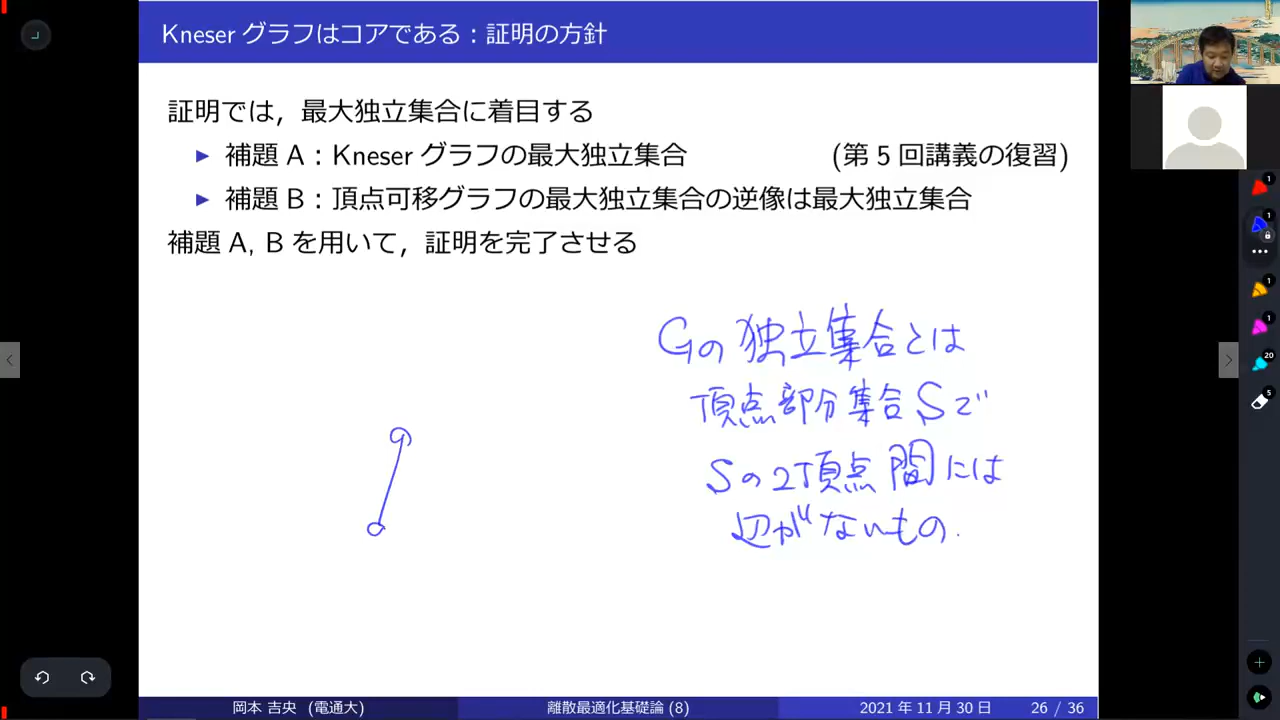 Kneser グラフはコアである：証明の方針
証明では，最大独立集合に着目する
▶ 補題 A：Kneser グラフの最大独立集合 (第 5 回講義の復習)
▶ 補題 B：頂点可移グラフの最大独立集合の逆像は最大独立集合
補題 A, B を用いて，証明を完了させる
Gの独立集合とは
頂点部分集合Sで
Sの2頂点間には
辺がないもの.
岡本 吉央 (電通大) 離散最適化基礎論 (8) 2021 年 11 月 30 日 26 / 36
1
1
1
1
20
5